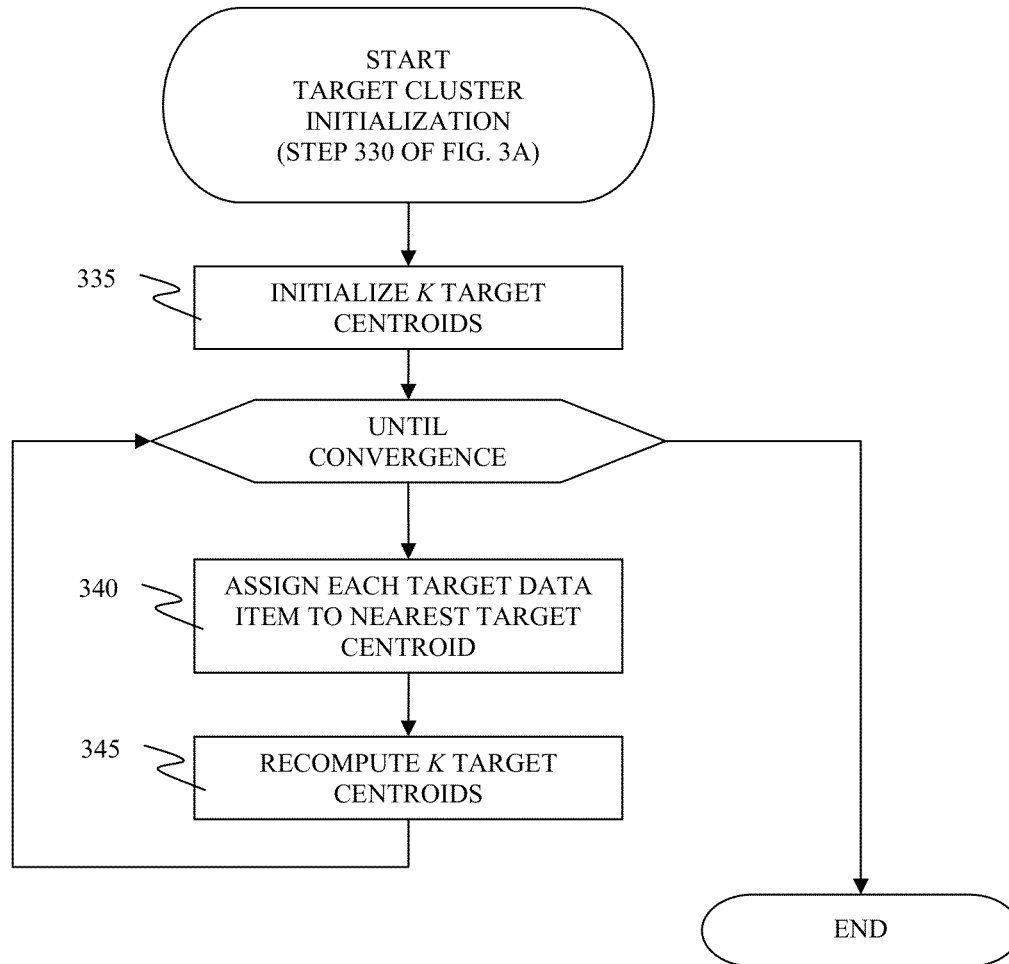 START
TARGET CLUSTER
INITIALIZATION
(STEP 330 OF FIG. 3A)
335
INITIALIZE K TARGET
CENTROIDS
UNTIL
CONVERGENCE
340
ASSIGN EACH TARGET DATA
ITEM TO NEAREST TARGET
CENTROID
345
RECOMPUTE K TARGET
CENTROIDS
END